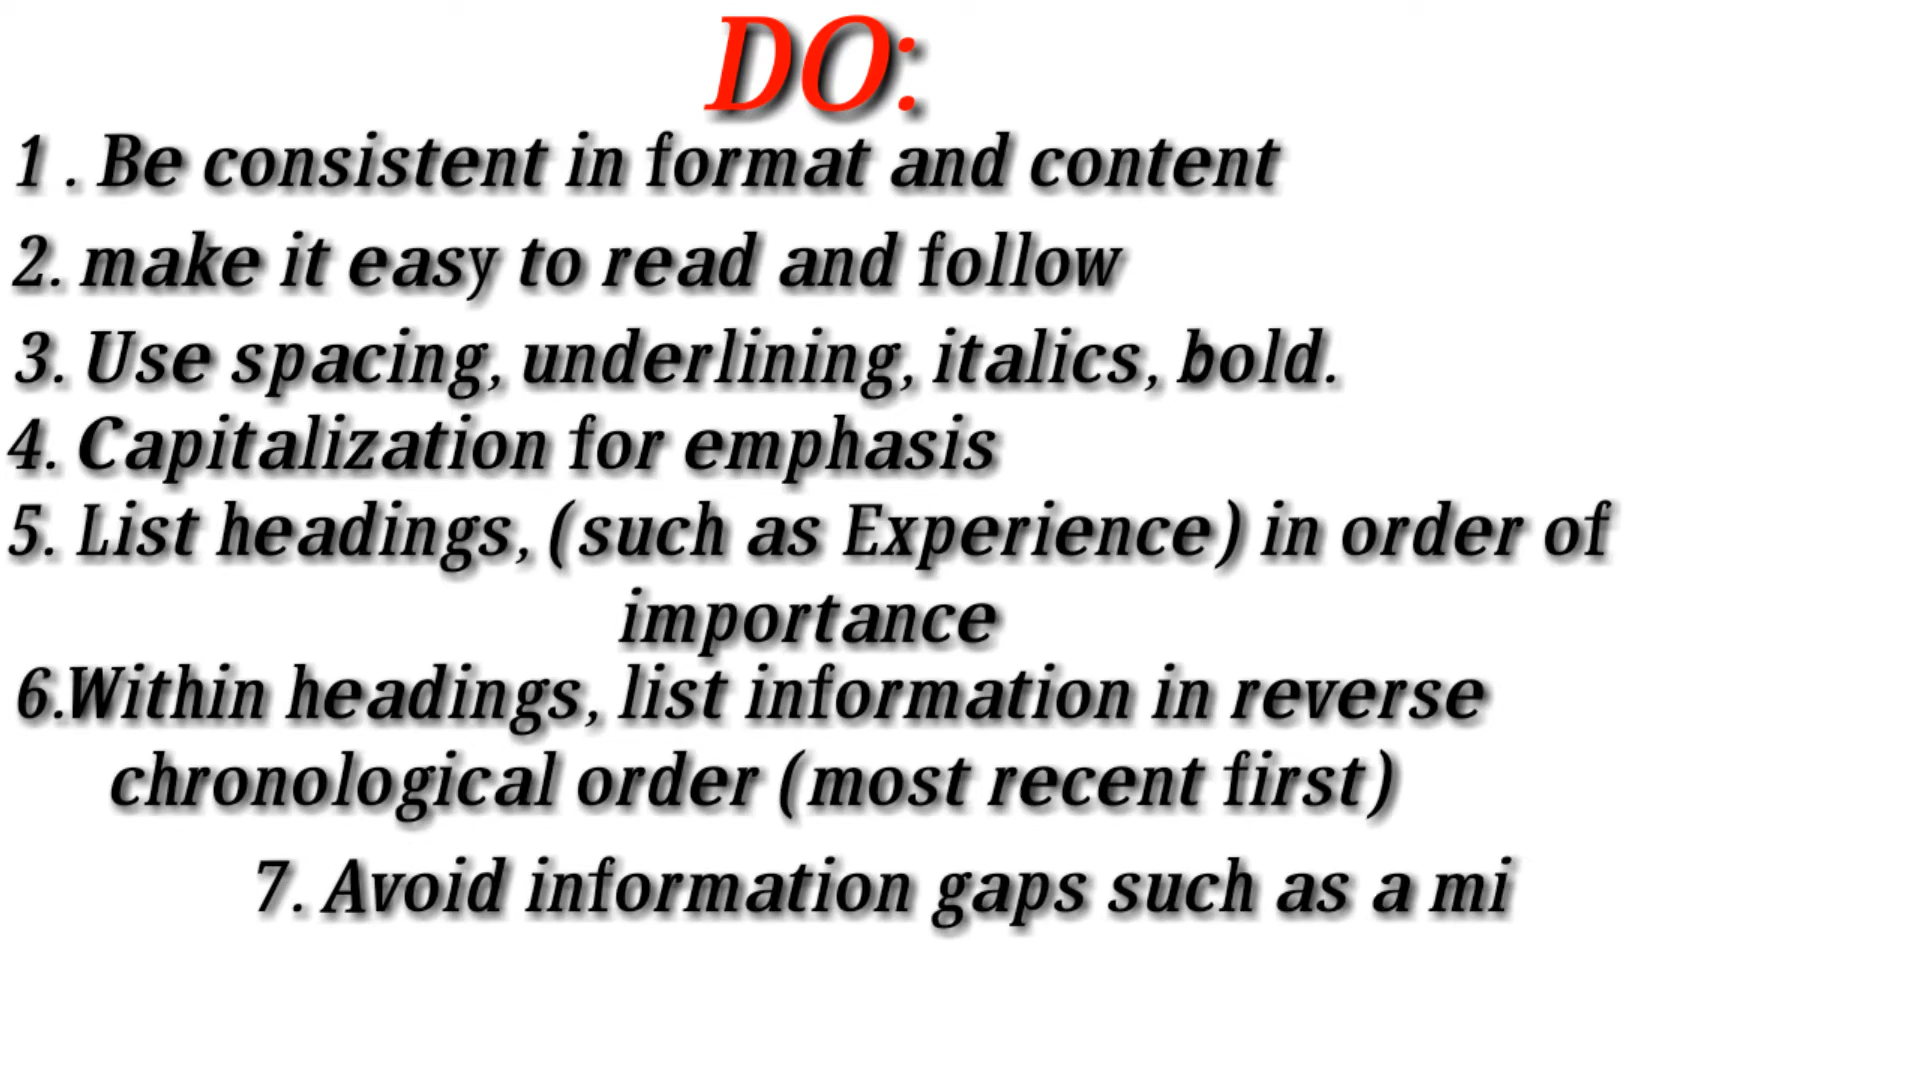 DO:
1 . Be consistent in format and content
2. make it easy to read and follow
3. Use spacing, underlining, italics, bold.
4. Capitalization for emphasis
5. List headings, (such as Experience) in order of
importance
6.Within headings, list information in reverse
chronological order (most recent first)
7. Avoid information gaps such as a mi